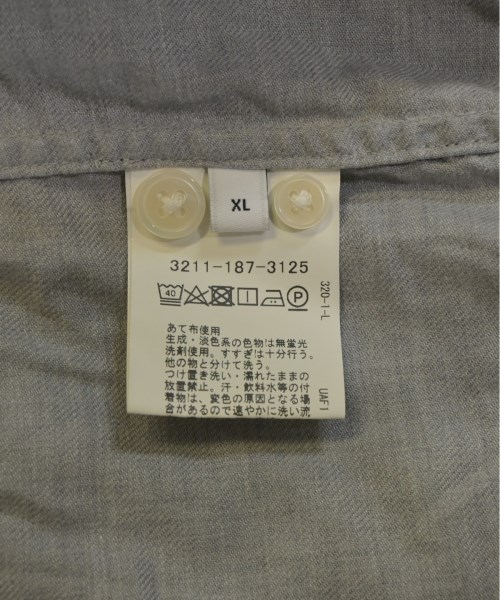 XL
3211-187-3125
40 P
あて布使用
生成・淡色系の色物は無蛍光
洗剤使用。すすぎは十分行う。
他の物と分けて洗う。
つけ置き洗い・濡れたままの
放置禁止。汗・飲料水等の付
着物は、変色の原因となる場
合があるので速やかに洗い流
320-1-L
UAF1